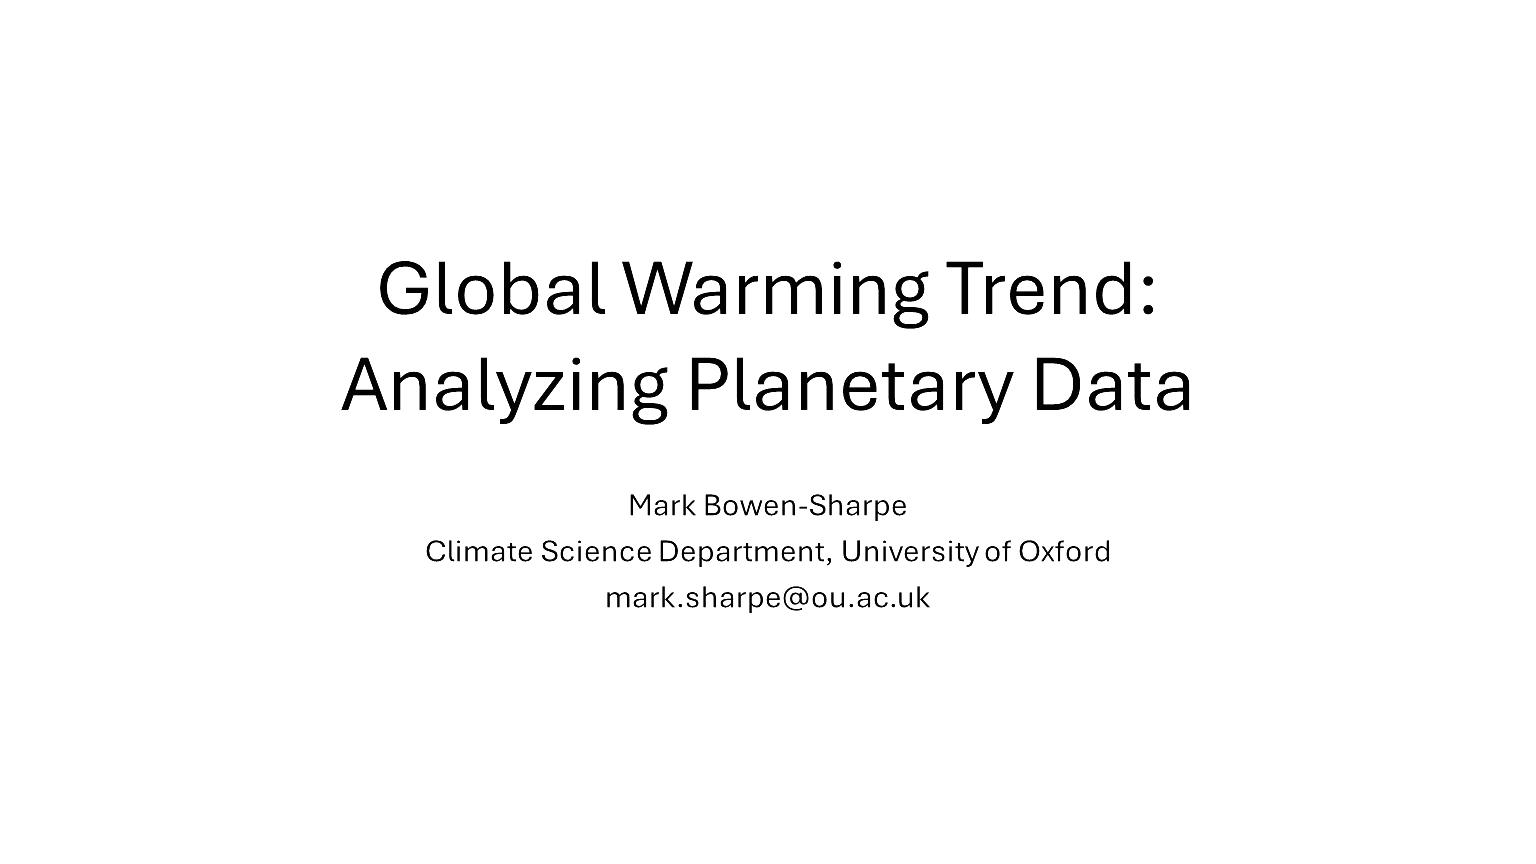 Global Warming Trend:
Analyzing Planetary Data
Mark Bowen-Sharpe
Climate Science Department, University of Oxford
mark.sharpe@ou.ac.uk